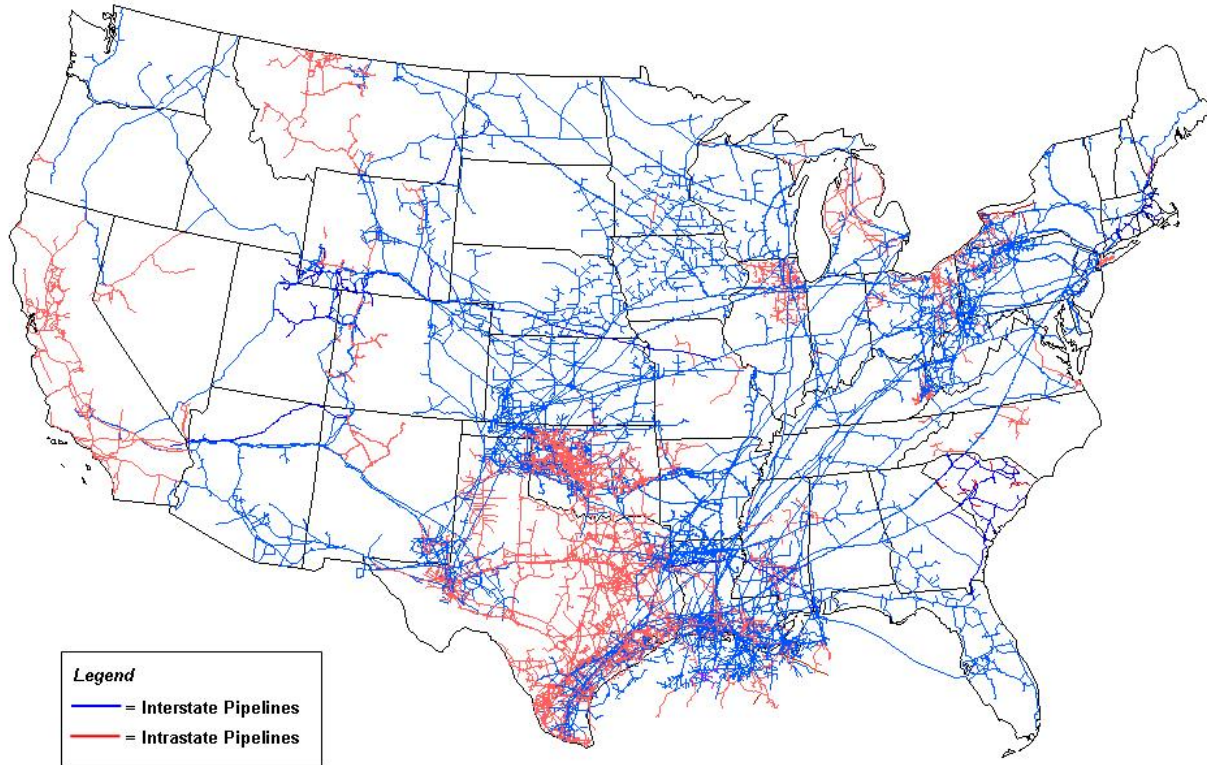 Legend
= Interstate Pipelines
= Intrastate Pipelines